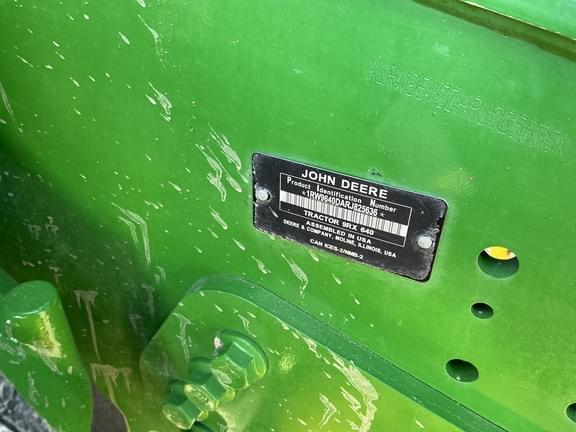 JOHN DEERE
Product Identification Number
*1RW9640DARJ825636*
TRACTOR 9RX 640
ASSEMBLED IN USA
DEERE & COMPANY, MOLINE, ILLINOIS, USA
CAN ICES-2/NMB-2